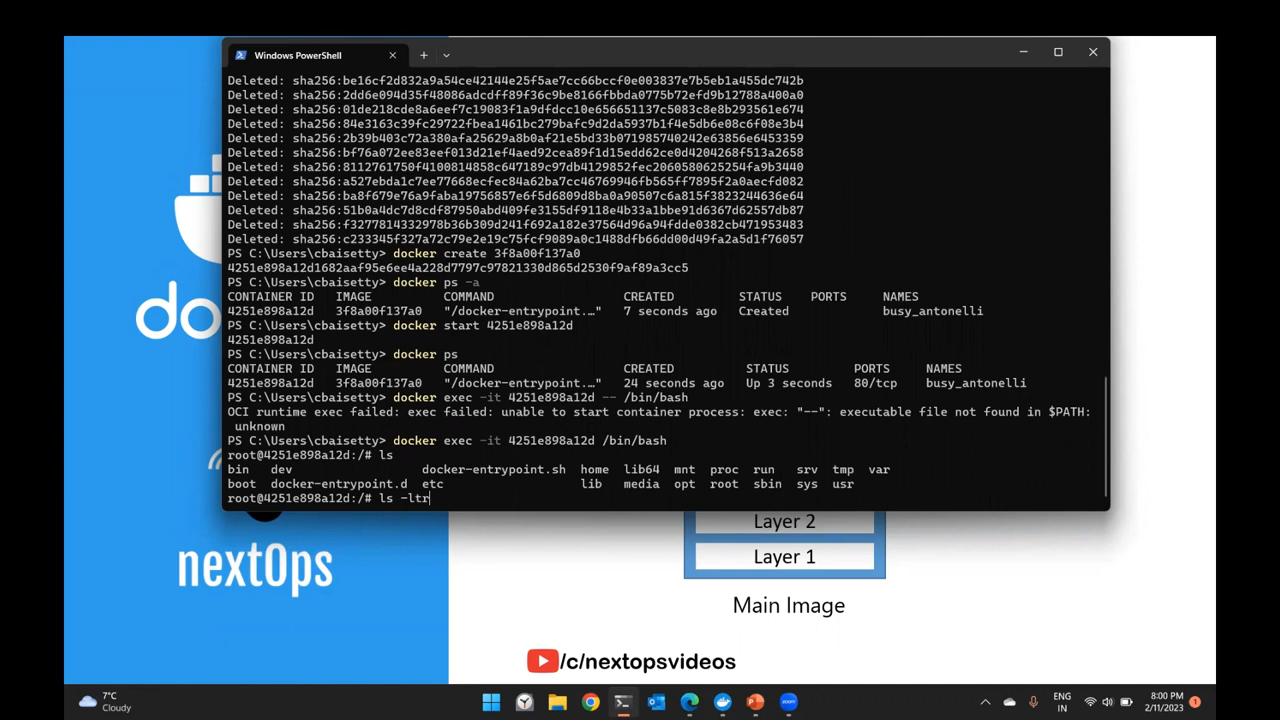 Windows PowerShell
Deleted: sha256:be16cf2d832a9a54ce42144e25f5ae7cc66bccf0e003837e7b5eb1a455dc742b
Deleted: sha256:2dd6e094d35f48086adcdff89f36c9be8166fbbda0775b72efd9b12788a400a0
Deleted: sha256:01de218cde8a6eef7c19083f1a9dfdcc10e656651137c5083c8e8b293561e674
Deleted: sha256:84e3163c39fc29722fbea1461bc279bafc9d2da5937b1f4e5db6e08c6f08e3b4
Deleted: sha256:2b39b403c72a380afa25629a8b0af21e5bd33b071985740242e63856e6453359
Deleted: sha256:bf76a072ee83eef013d21ef4aed92cea89f1d15edd62ce0d4204268f513a2658
Deleted: sha256:8112761750f4100814858c647189c97db4129852fec2060580625254fa9b3440
Deleted: sha256:a527ebda1c7ee77668ecfec84a62ba7cc46769946fb565ff7895f2a0aecfd082
Deleted: sha256:ba8f679e76a9faba19756857e6f5d6809d8ba0a90507c6a815f3823244636e64
Deleted: sha256:51b0a4dc7d8cdf87950abd409fe3155df9118e4b33a1bbe91d6367d62557db87
Deleted: sha256:f3277814332978b36b309d241f692a182e37564d96a94fdde0382cb471953483
Deleted: sha256:c233345f327a72c79e2e19c75fcf9089a0c1488dfb66dd00d49fa2a5d1f76057
PS C:\Users\cbaisetty> docker create 3f8a00f137a0
4251e898a12d1682aaf95e6ee4a228d7797c97821330d865d2530f9af89a3cc5
PS C:\Users\cbaisetty> docker ps -a
CONTAINER ID IMAGE COMMAND CREATED STATUS PORTS NAMES
4251e898a12d 3f8a00f137a0 "/docker-entrypoint.…" 7 seconds ago Created busy_antonelli
PS C:\Users\cbaisetty> docker start 4251e898a12d
4251e898a12d
PS C:\Users\cbaisetty> docker ps
CONTAINER ID IMAGE COMMAND CREATED STATUS PORTS NAMES
4251e898a12d 3f8a00f137a0 "/docker-entrypoint.…" 24 seconds ago Up 3 seconds 80/tcp busy_antonelli
PS C:\Users\cbaisetty> docker exec -it 4251e898a12d -- /bin/bash
OCI runtime exec failed: exec failed: unable to start container process: exec: "--": executable file not found in $PATH:
unknown
PS C:\Users\cbaisetty> docker exec -it 4251e898a12d /bin/bash
root@4251e898a12d:/# ls
bin dev docker-entrypoint.sh home lib64 mnt proc run srv tmp var
boot docker-entrypoint.d etc lib media opt root sbin sys usr
root@4251e898a12d:/# ls -ltr
do
nextOps
Layer 2
Layer 1
Main Image
/c/nextopsvideos
7°C
Cloudy
ENG
IN
8:00 PM
2/11/2023
1
zoom